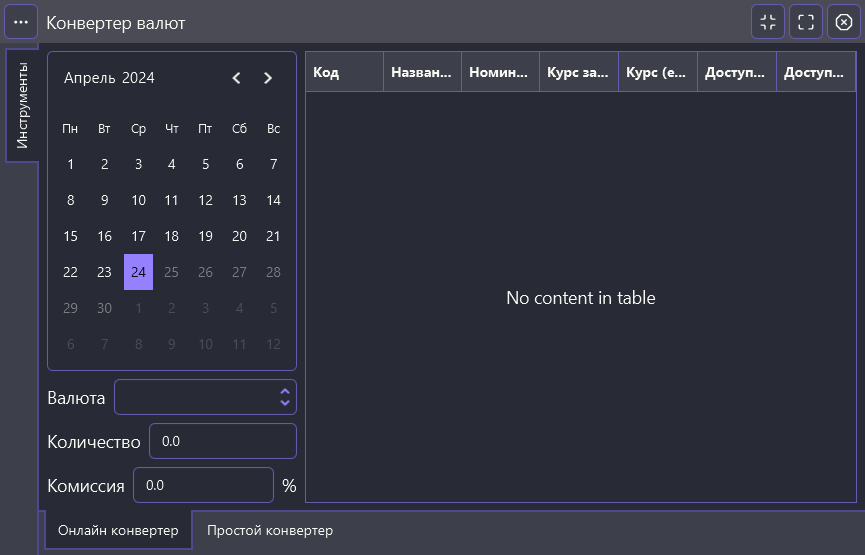 Конвертер валют
Инструменты
Апрель 2024
Пн Вт Ср Чт Пт Сб Вс
1 2 3 4 5 6 7
8 9 10 11 12 13 14
15 16 17 18 19 20 21
22 23 24 25 26 27 28
29 30 1 2 3 4 5
6 7 8 9 10 11 12
Валюта
Количество 0.0
Комиссия 0.0 %
Код Назван... Номин... Курс за... Курс (е... Доступ... Доступ...
No content in table
Онлайн конвертер Простой конвертер